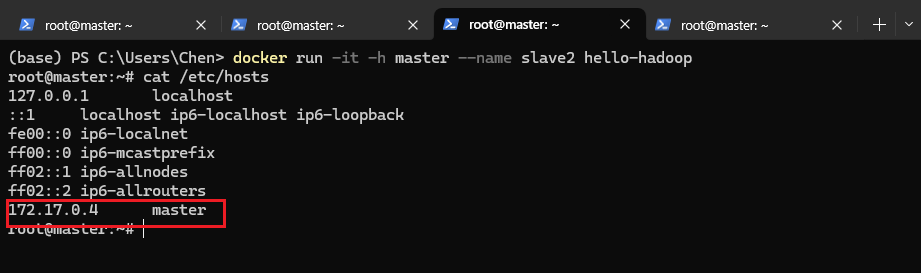 root@master: ~ root@master: ~ root@master: ~ root@master: ~
(base) PS C:\Users\Chen> docker run -it -h master --name slave2 hello-hadoop
root@master:~# cat /etc/hosts
127.0.0.1 localhost
::1 localhost ip6-localhost ip6-loopback
fe00::0 ip6-localnet
ff00::0 ip6-mcastprefix
ff02::1 ip6-allnodes
ff02::2 ip6-allrouters
172.17.0.4 master
root@master:~#